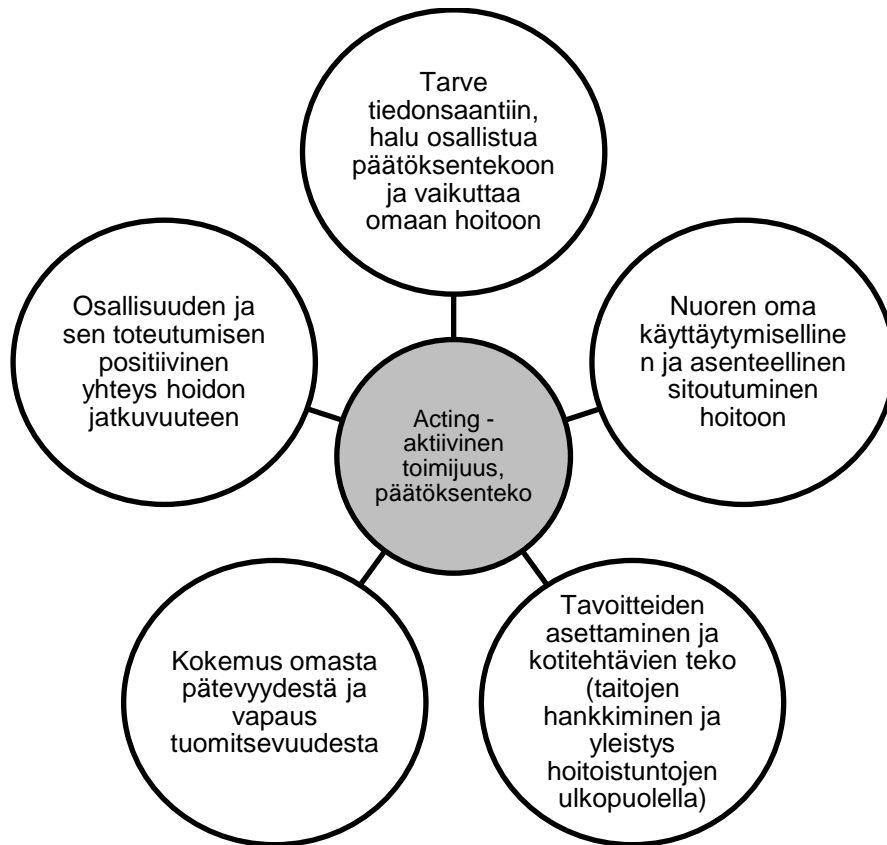 Tarve
tiedonsaantiin,
halu osallistua
päätöksentekoon
ja vaikuttaa
omaan hoitoon
Osallisuuden ja
sen toteutumisen
positiivinen
yhteys hoidon
jatkuvuuteen
Nuoren oma
käyttäytymiselline
n ja asenteellinen
sitoutuminen
hoitoon
Acting -
aktiivinen
toimijuus,
päätöksenteko
Kokemus omasta
pätevyydestä ja
vapaus
tuomitsevuudesta
Tavoitteiden
asettaminen ja
kotitehtävien teko
(taitojen
hankkiminen ja
yleistys
hoitoistuntojen
ulkopuolella)